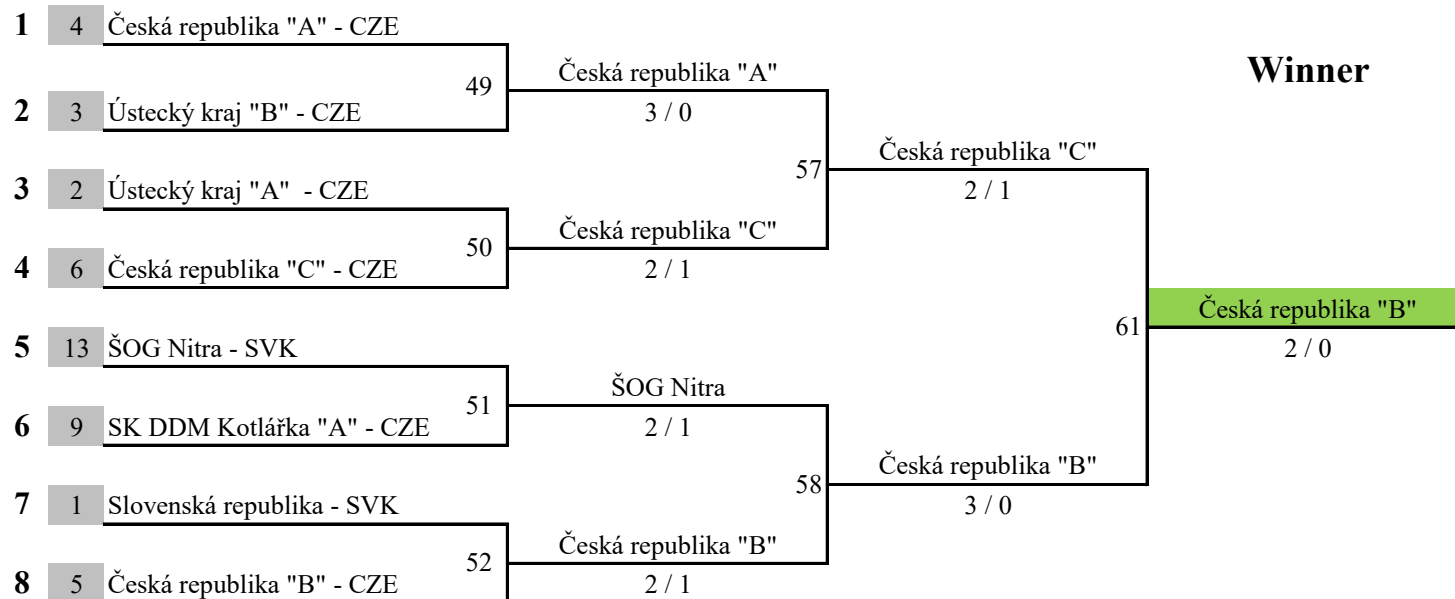 1 4 Česká republika "A" - CZE
49 Česká republika "A"
Winner
2 3 Ústecký kraj "B" - CZE
3 / 0
57 Česká republika "C"
3 2 Ústecký kraj "A"  - CZE
2 / 1
50 Česká republika "C"
4 6 Česká republika "C" - CZE
2 / 1
61 Česká republika "B"
5 13 ŠOG Nitra - SVK
2 / 0
51 ŠOG Nitra
6 9 SK DDM Kotlářka "A" - CZE
2 / 1
58 Česká republika "B"
7 1 Slovenská republika - SVK
3 / 0
52 Česká republika "B"
8 5 Česká republika "B" - CZE
2 / 1